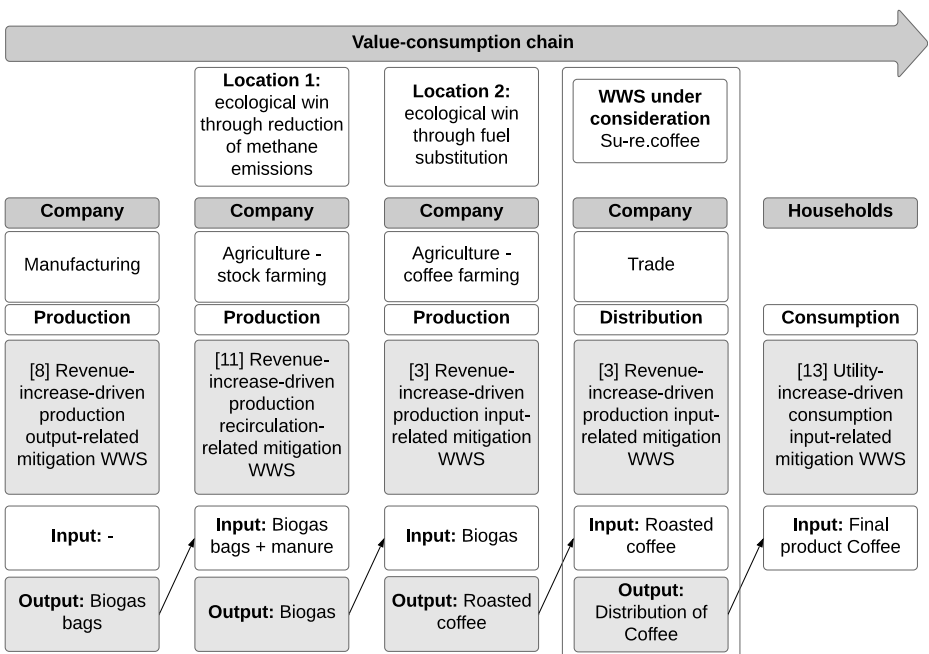 Value-consumption chain
Location 1:
ecological win
through reduction
of methane
emissions
Location 2:
ecological win
through fuel
substitution
WWS under
consideration
Su-re.coffee
Company
Company
Company
Company
Households
Manufacturing
Agriculture -
stock farming
Agriculture -
coffee farming
Trade
Production
Production
Production
Distribution
Consumption
[8] Revenue-
increase-driven
production
output-related
mitigation WWS
[11] Revenue-
increase-driven
production
recirculation-
related mitigation
WWS
[3] Revenue-
increase-driven
production input-
related mitigation
WWS
[3] Revenue-
increase-driven
production input-
related mitigation
WWS
[13] Utility-
increase-driven
consumption
input-related
mitigation WWS
Input: -
Input: Biogas
bags + manure
Input: Biogas
Input: Roasted
coffee
Input: Final
product Coffee
Output: Biogas
bags
Output: Biogas
Output: Roasted
coffee
Output:
Distribution of
Coffee